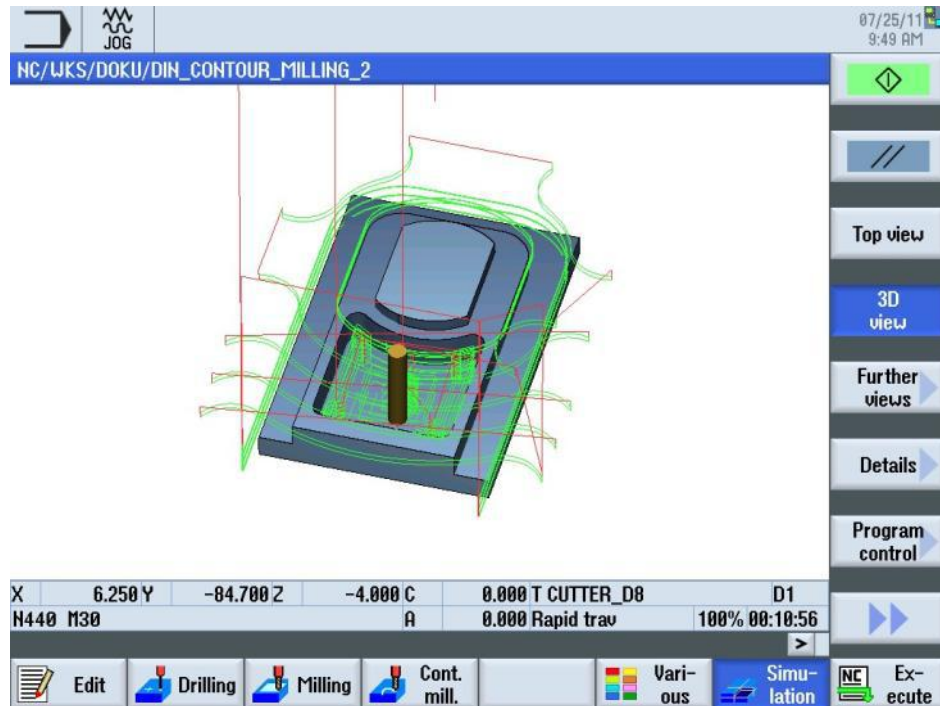 JOG
07/25/11
9:49 AM
NC/WKS/DOKU/DIN_CONTOUR_MILLING_2
Top view
3D
view
Further
views
Details
Program
control
X 6.250 Y -84.700 Z -4.000 C 0.000 T CUTTER_D8 D1
N440 M30 A 0.000 Rapid trav 100% 00:10:56
>
Edit
Drilling
Milling
Cont.
mill.
Vari-
ous
Simu-
lation
NC
Ex-
ecute